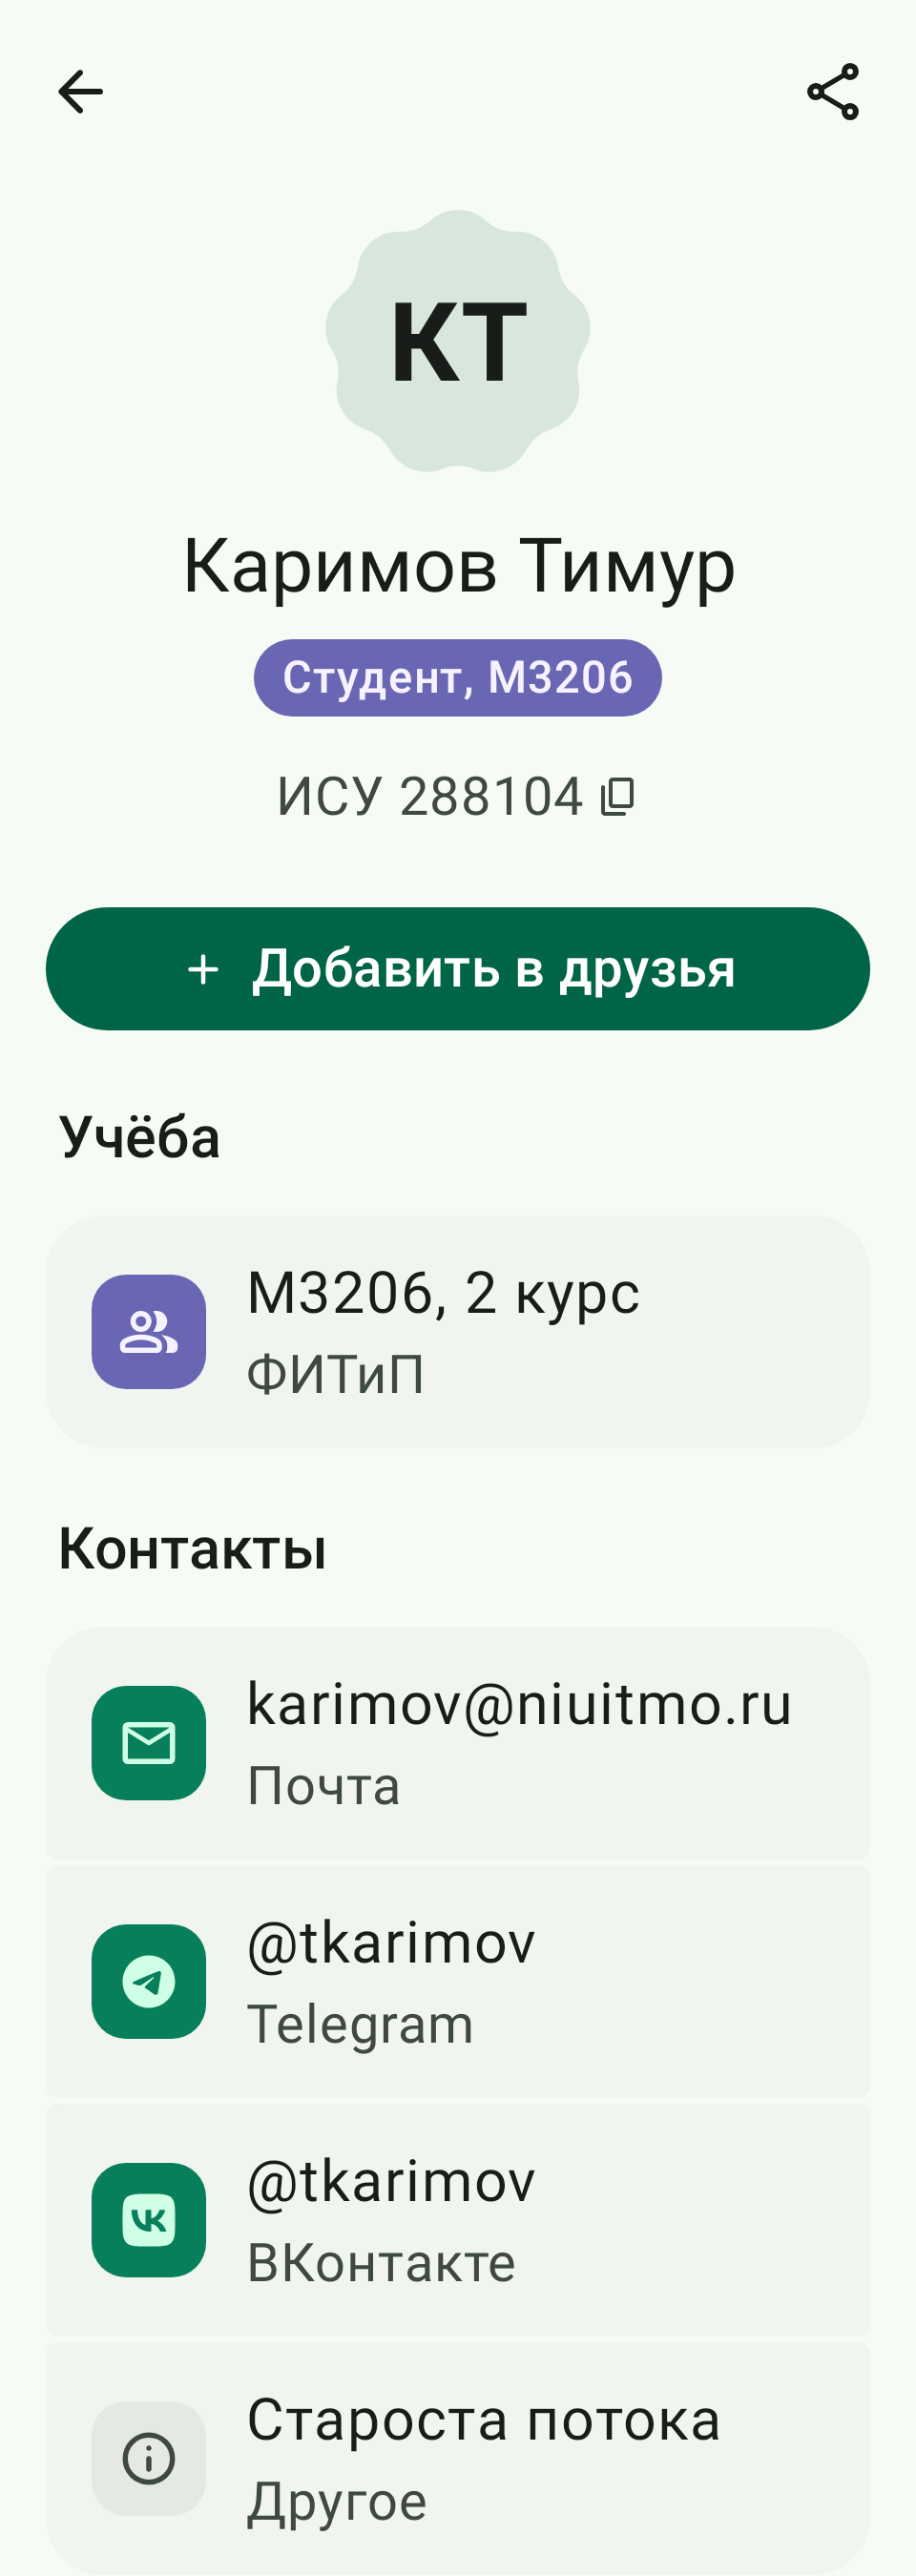 КТ
Каримов Тимур
Студент, М3206
ИСУ 288104
+ Добавить в друзья
Учёба
М3206, 2 курс
ФИТиП
Контакты
karimov@niuitmo.ru
Почта
@tkarimov
Telegram
@tkarimov
ВКонтакте
Староста потока
Другое